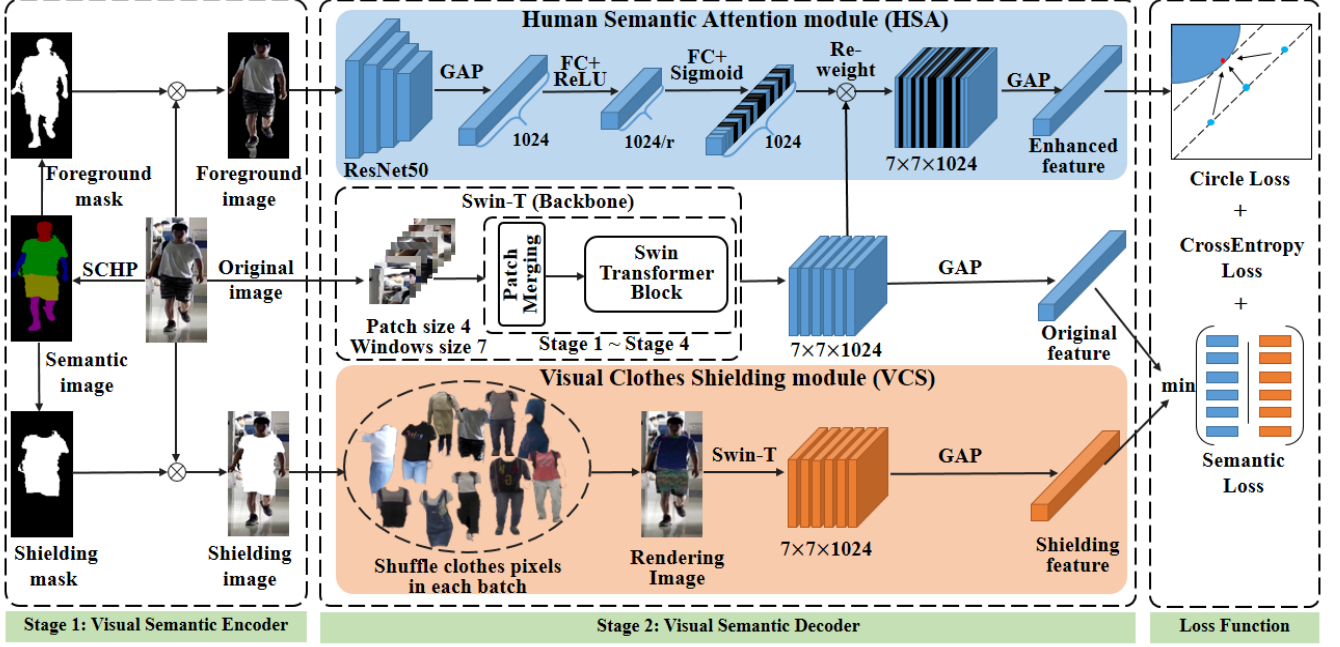 Human Semantic Attention module (HSA)
GAP
FC+
ReLU
FC+
Sigmoid
Re-
weight
GAP
1024
1024/r
1024
7×7×1024
ResNet50
Enhanced
feature
Foreground
mask
Foreground
image
SCHP
Original
image
Semantic
image
Shielding
mask
Shielding
image
Swin-T (Backbone)
Patch
Merging
Swin
Transformer
Block
Patch size 4
Windows size 7
Stage 1 ~ Stage 4
7×7×1024
GAP
Original
feature
Visual Clothes Shielding module (VCS)
Shuffle clothes pixels
in each batch
Rendering
Image
Swin-T
7×7×1024
GAP
Shielding
feature
Circle Loss
+
CrossEntropy
Loss
+
min
Semantic
Loss
Stage 1: Visual Semantic Encoder
Stage 2: Visual Semantic Decoder
Loss Function